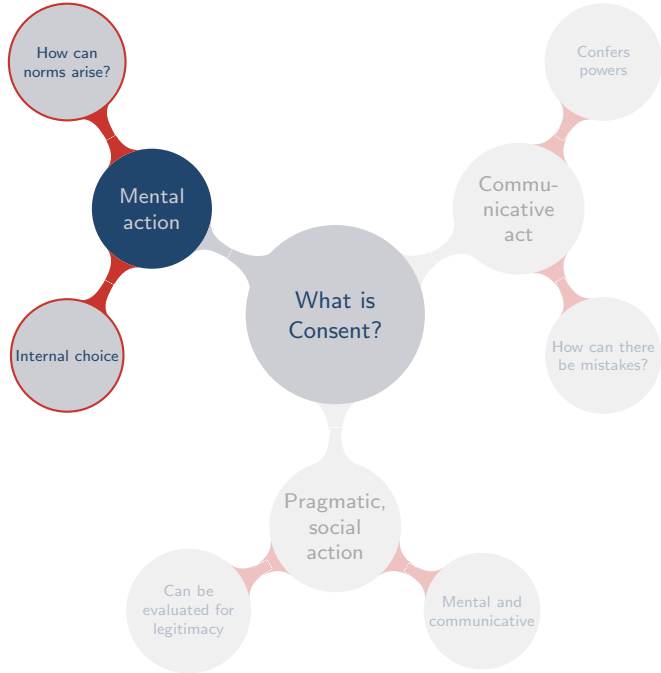 How can
norms arise?
Confers
powers
Mental
action
Commu-
nicative
act
What is
Consent?
Internal choice
How can there
be mistakes?
Pragmatic,
social
action
Can be
evaluated for
legitimacy
Mental and
communicative